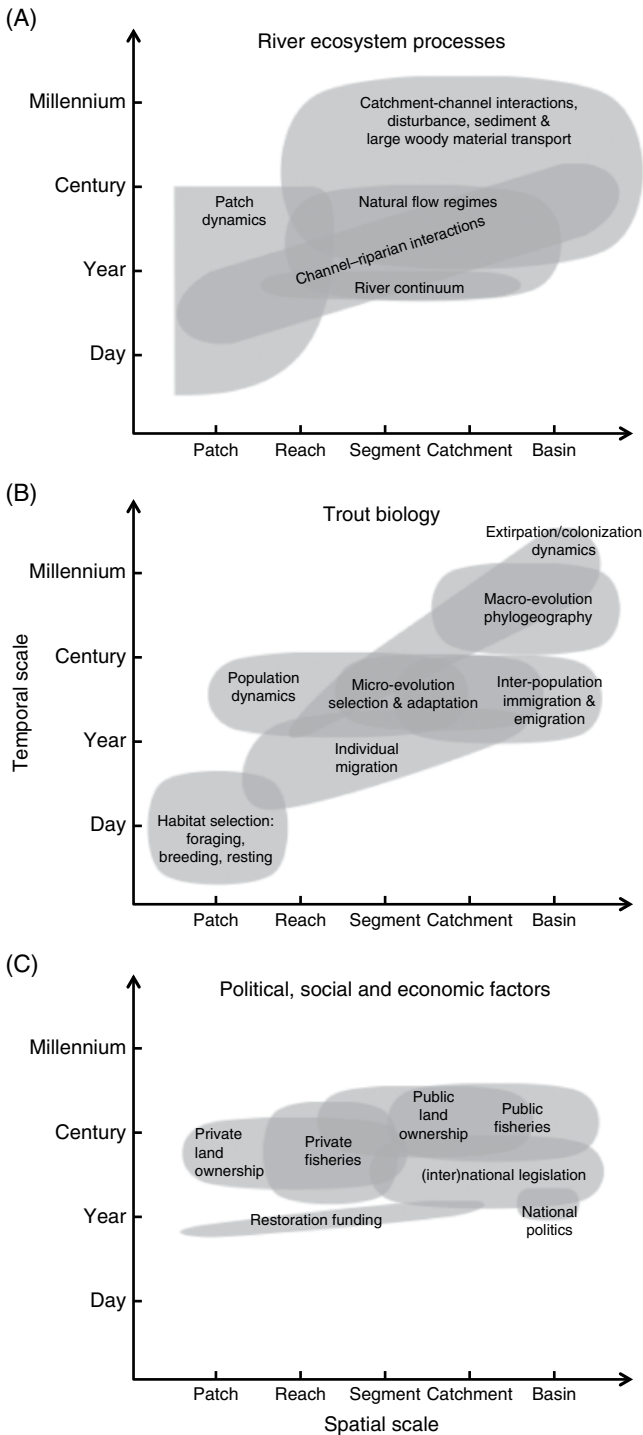 (A)
River ecosystem processes
Millennium
Century
Year
Day
Catchment-channel interactions,
disturbance, sediment &
large woody material transport
Patch
dynamics
Natural flow regimes
Channel–riparian interactions
River continuum
Patch
Reach
Segment
Catchment
Basin
(B)
Trout biology
Temporal scale
Millennium
Century
Year
Day
Extirpation/colonization
dynamics
Macro-evolution
phylogeography
Population
dynamics
Micro-evolution
selection & adaptation
Inter-population
immigration &
emigration
Individual
migration
Habitat selection:
foraging,
breeding, resting
Patch
Reach
Segment
Catchment
Basin
(C)
Political, social and economic factors
Millennium
Century
Year
Day
Private
land
ownership
Private
fisheries
Public
land
ownership
Public
fisheries
(inter)national legislation
Restoration funding
National
politics
Patch
Reach
Segment
Catchment
Basin
Spatial scale